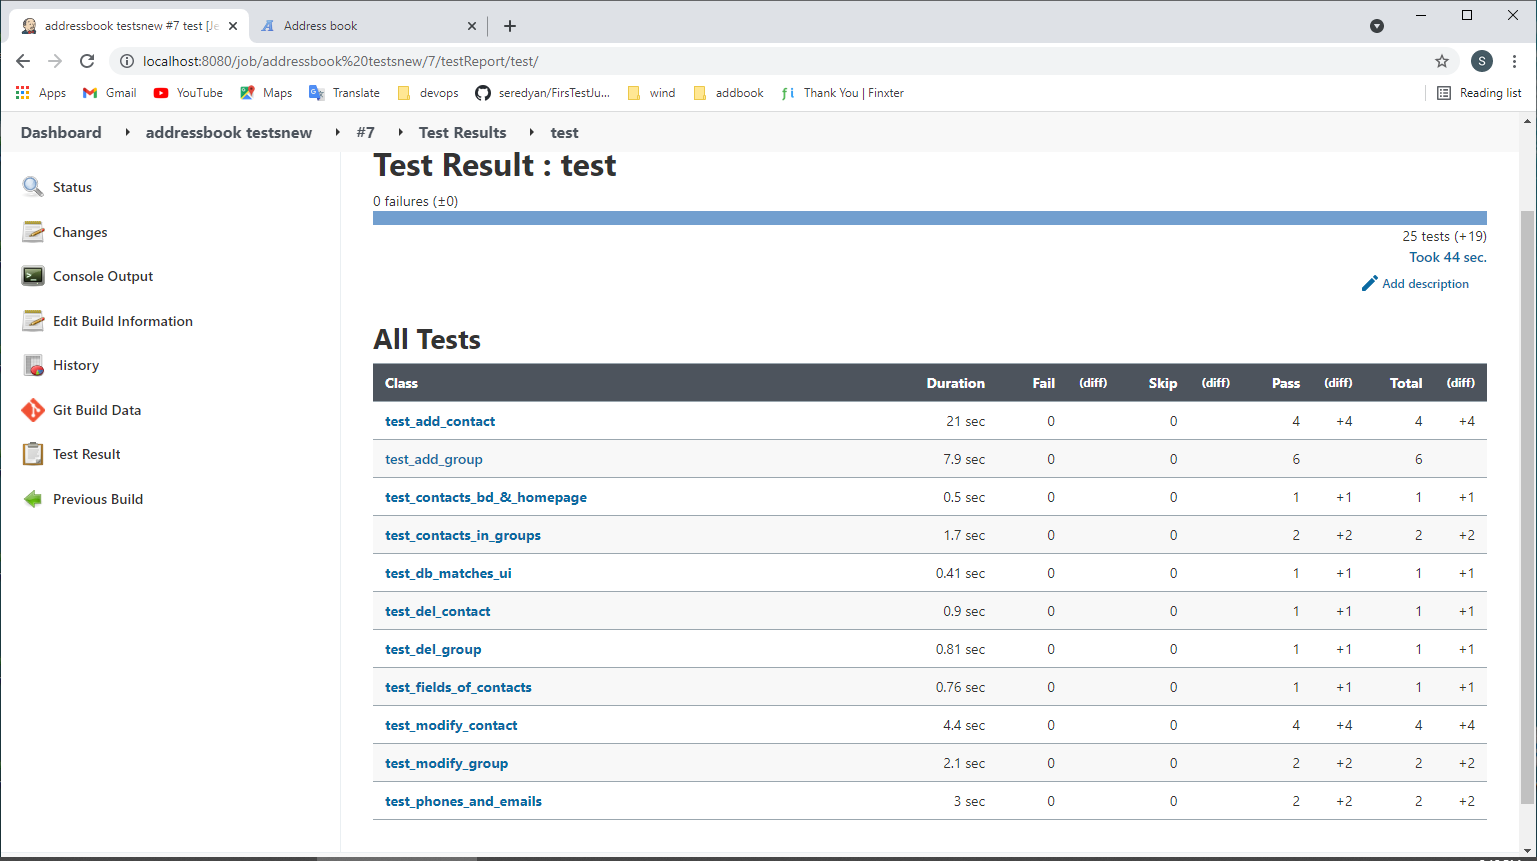 addressbook testsnew #7 test [Je
Address book
localhost:8080/job/addressbook%20testsnew/7/testReport/test/
S
Apps Gmail YouTube Maps Translate devops seredyan/FirsTestJu... wind addbook Thank You | Finxter Reading list
Dashboard addressbook testsnew #7 Test Results test
Status
Changes
Console Output
Edit Build Information
History
Git Build Data
Test Result
Previous Build
Test Result : test
0 failures (±0)
25 tests (+19)
Took 44 sec.
Add description
All Tests
Class Duration Fail (diff) Skip (diff) Pass (diff) Total (diff)
test_add_contact 21 sec 0 0 4 +4 4 +4
test_add_group 7.9 sec 0 0 6 6
test_contacts_bd_&_homepage 0.5 sec 0 0 1 +1 1 +1
test_contacts_in_groups 1.7 sec 0 0 2 +2 2 +2
test_db_matches_ui 0.41 sec 0 0 1 +1 1 +1
test_del_contact 0.9 sec 0 0 1 +1 1 +1
test_del_group 0.81 sec 0 0 1 +1 1 +1
test_fields_of_contacts 0.76 sec 0 0 1 +1 1 +1
test_modify_contact 4.4 sec 0 0 4 +4 4 +4
test_modify_group 2.1 sec 0 0 2 +2 2 +2
test_phones_and_emails 3 sec 0 0 2 +2 2 +2